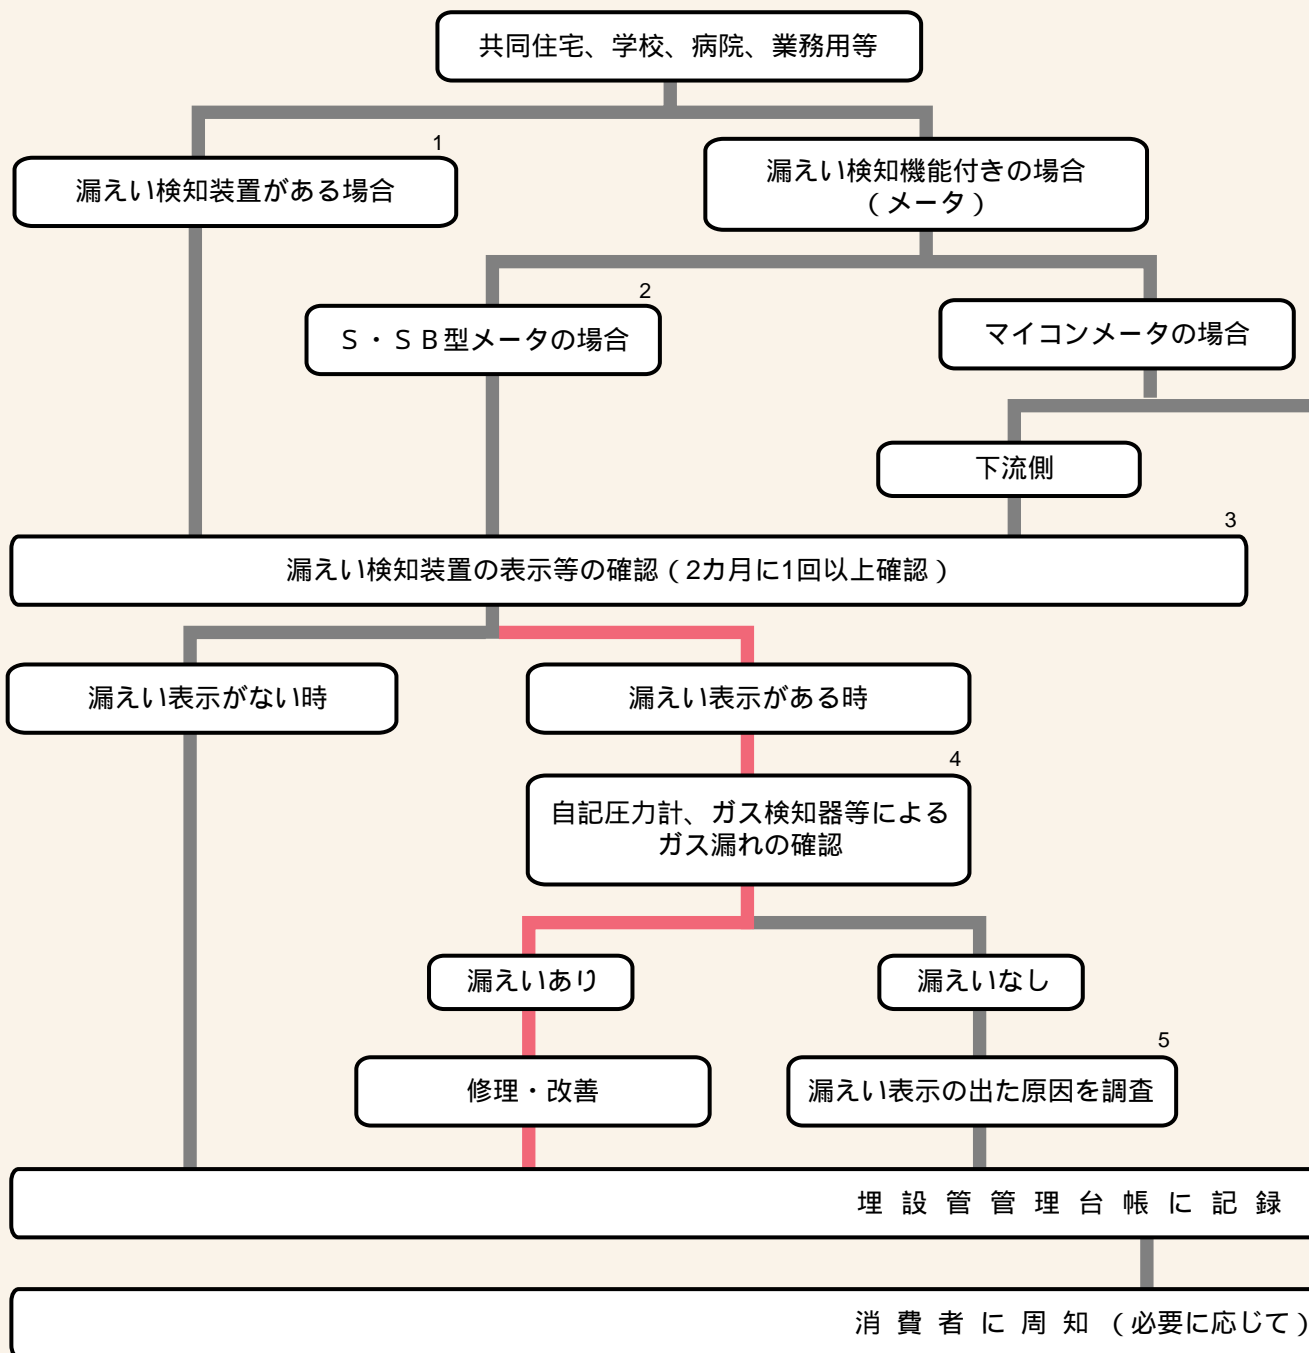 共同住宅、学校、病院、業務用等
1
漏えい検知装置がある場合
漏えい検知機能付きの場合
（メータ）
2
S・SB型メータの場合
マイコンメータの場合
下流側
3
漏えい検知装置の表示等の確認（2カ月に1回以上確認）
漏えい表示がない時
漏えい表示がある時
4
自記圧力計、ガス検知器等による
ガス漏れの確認
漏えいあり
漏えいなし
5
修理・改善
漏えい表示の出た原因を調査
埋設管管理台帳に記録
消費者に周知（必要に応じて）